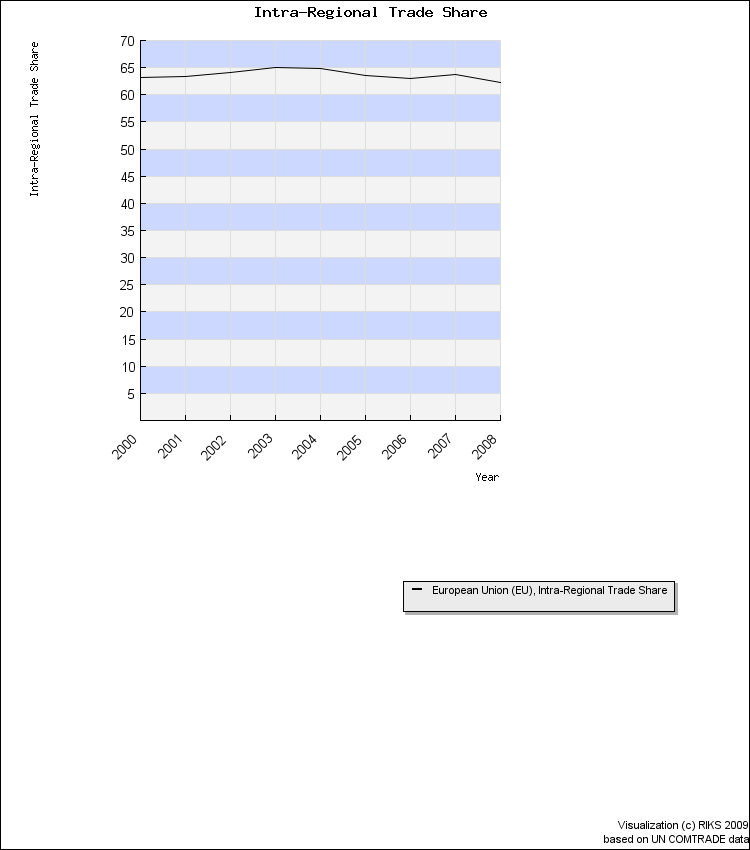 Intra-Regional Trade Share
Intra-Regional Trade Share
70
65
60
55
50
45
40
35
30
25
20
15
10
5
2000 2001 2002 2003 2004 2005 2006 2007 2008
Year
European Union (EU), Intra-Regional Trade Share
Visualization (c) RIKS 2009
based on UN COMTRADE data